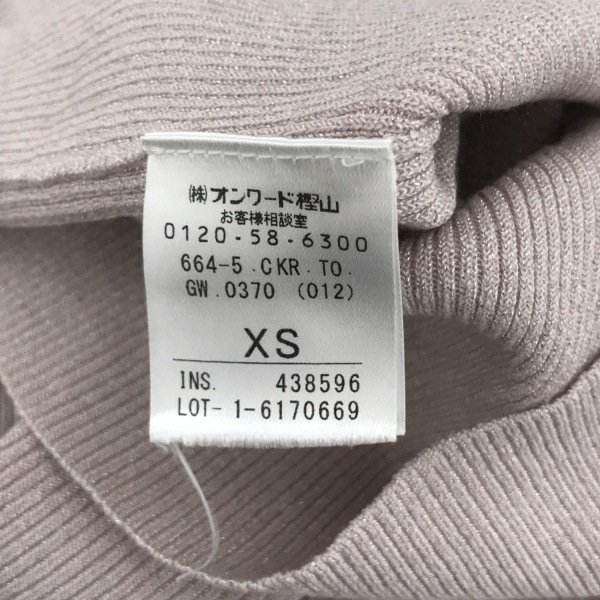 ㈱オンワード樫山
お客様相談室
0120-58-6300
664-5.CKR.TO.
GW.0370 (012)
XS
INS. 438596
LOT- 1-6170669